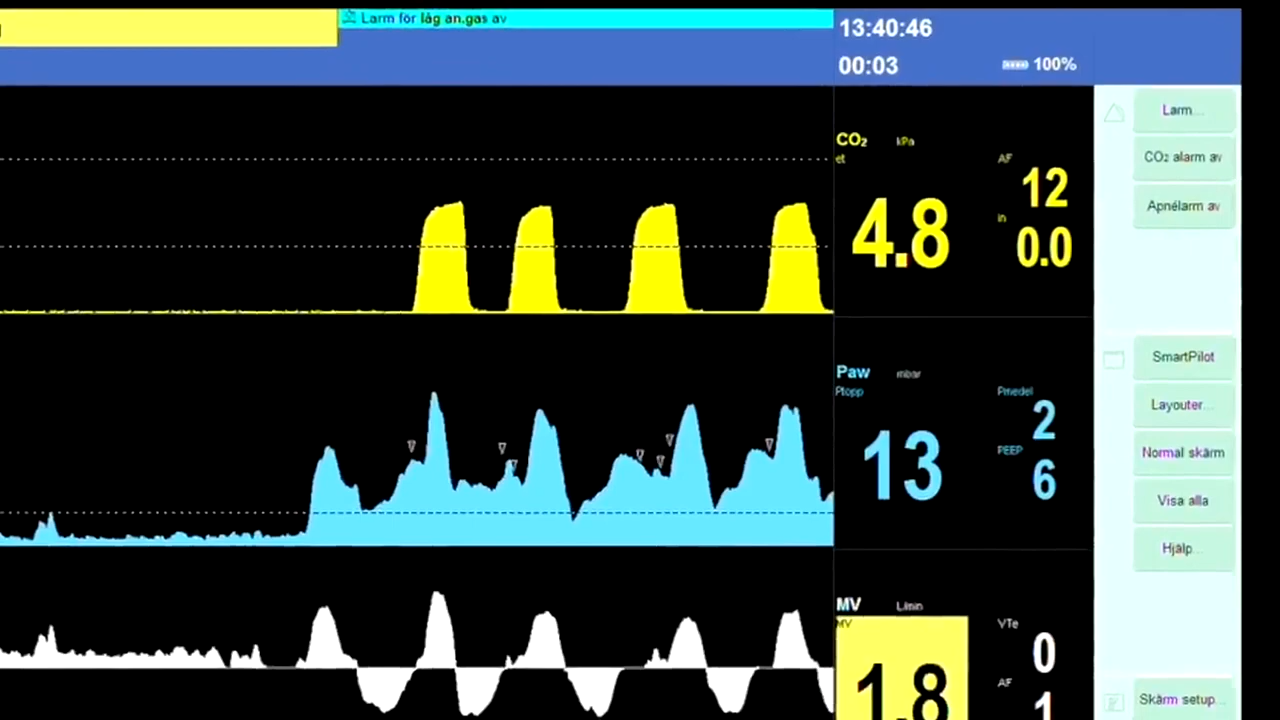 Larm för låg an.gas av
13:40:46
00:03
100%
CO₂ kPa
et
4.8
AF
12
in
0.0
Paw mbar
Ptopp
13
Pmedel
2
PEEP
6
MV L/min
MV
1.8
VTe
0
AF
1
Larm...
CO₂ alarm av
Apnélarm av
SmartPilot
Layouter...
Normal skärm
Visa alla
Hjälp...
Skärm setup...